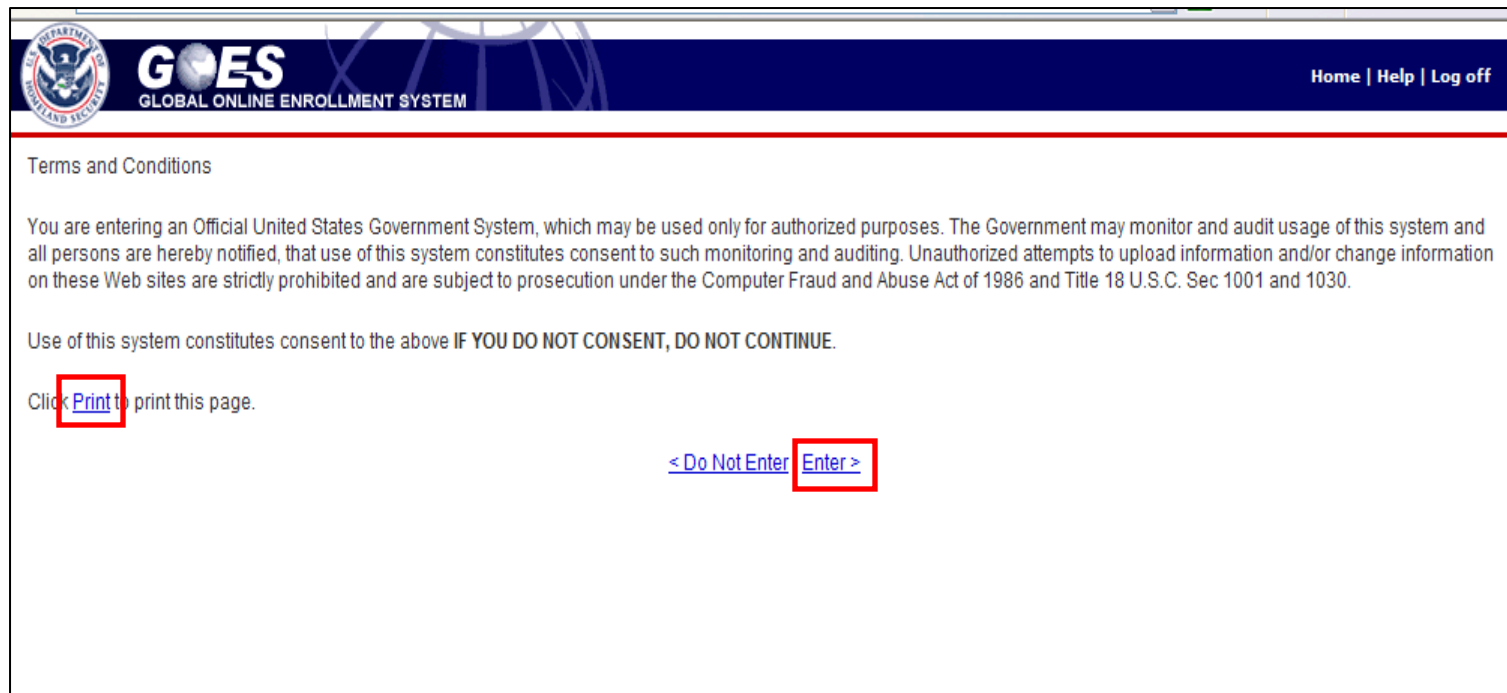 U.S. DEPARTMENT OF HOMELAND SECURITY
GOES
GLOBAL ONLINE ENROLLMENT SYSTEM
Home | Help | Log off
Terms and Conditions
You are entering an Official United States Government System, which may be used only for authorized purposes. The Government may monitor and audit usage of this system and
all persons are hereby notified, that use of this system constitutes consent to such monitoring and auditing. Unauthorized attempts to upload information and/or change information
on these Web sites are strictly prohibited and are subject to prosecution under the Computer Fraud and Abuse Act of 1986 and Title 18 U.S.C. Sec 1001 and 1030.
Use of this system constitutes consent to the above IF YOU DO NOT CONSENT, DO NOT CONTINUE.
Click Print to print this page.
< Do Not Enter Enter >